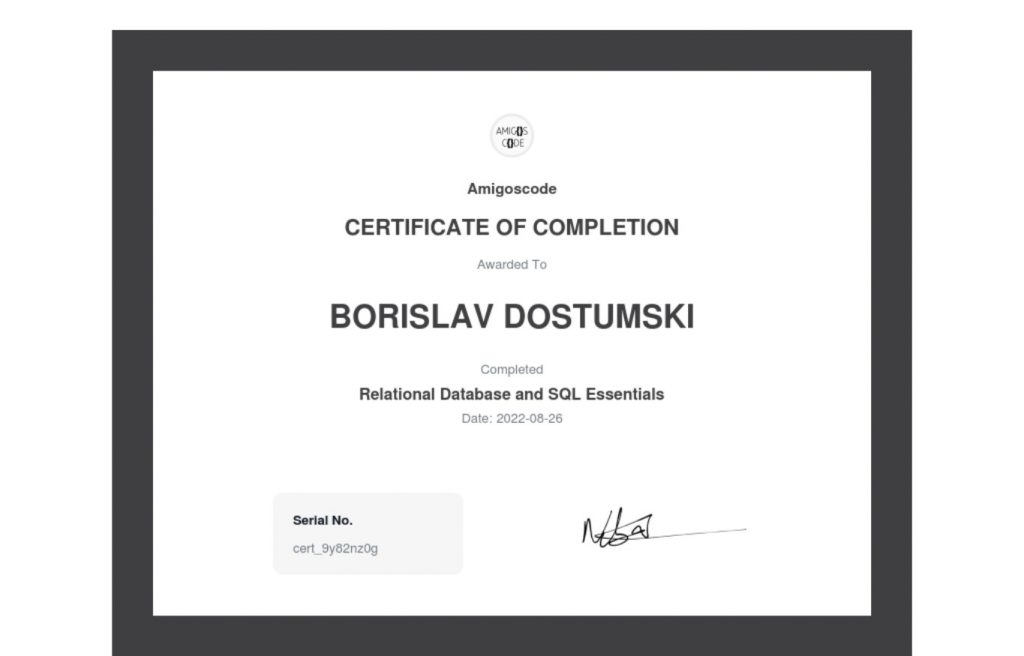 AMIGOS
CODE
Amigoscode
CERTIFICATE OF COMPLETION
Awarded To
BORISLAV DOSTUMSKI
Completed
Relational Database and SQL Essentials
Date: 2022-08-26
Serial No.
cert_9y82nz0g